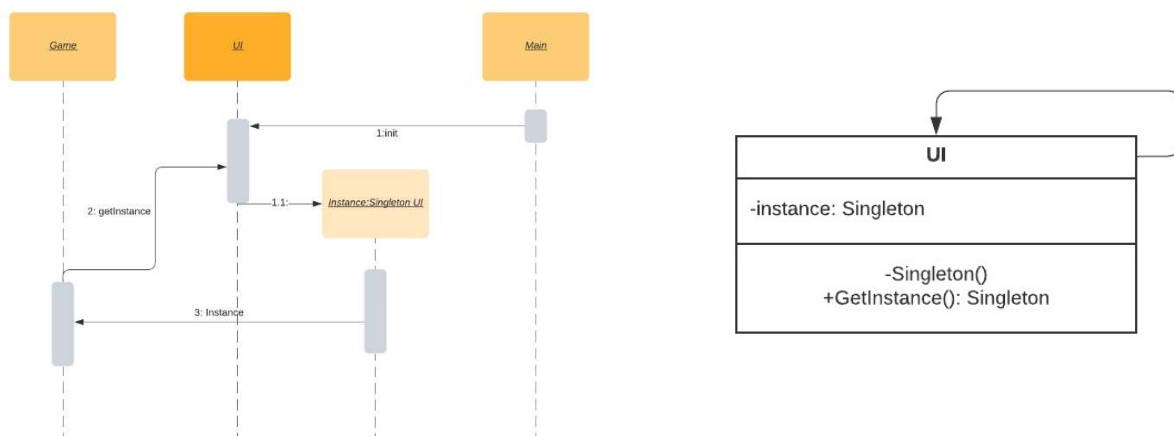 Game
UI
Main
1:init
1.1:
Instance:Singleton UI
2: getInstance
3: Instance
UI
-instance: Singleton
-Singleton()
+GetInstance(): Singleton